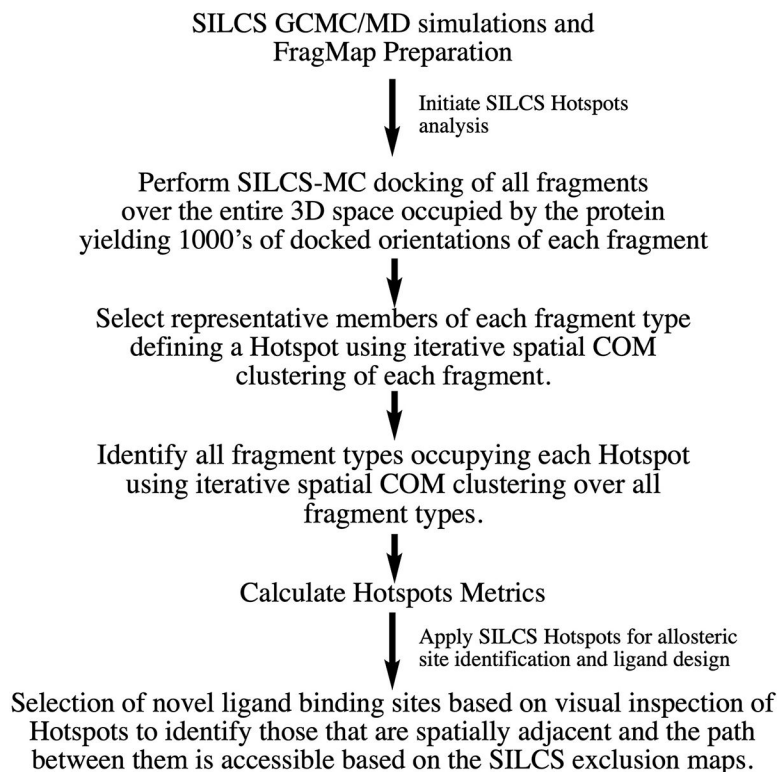 SILCS GCMC/MD simulations and
FragMap Preparation
Initiate SILCS Hotspots
analysis
Perform SILCS-MC docking of all fragments
over the entire 3D space occupied by the protein
yielding 1000's of docked orientations of each fragment
Select representative members of each fragment type
defining a Hotspot using iterative spatial COM
clustering of each fragment.
Identify all fragment types occupying each Hotspot
using iterative spatial COM clustering over all
fragment types.
Calculate Hotspots Metrics
Apply SILCS Hotspots for allosteric
site identification and ligand design
Selection of novel ligand binding sites based on visual inspection of
Hotspots to identify those that are spatially adjacent and the path
between them is accessible based on the SILCS exclusion maps.